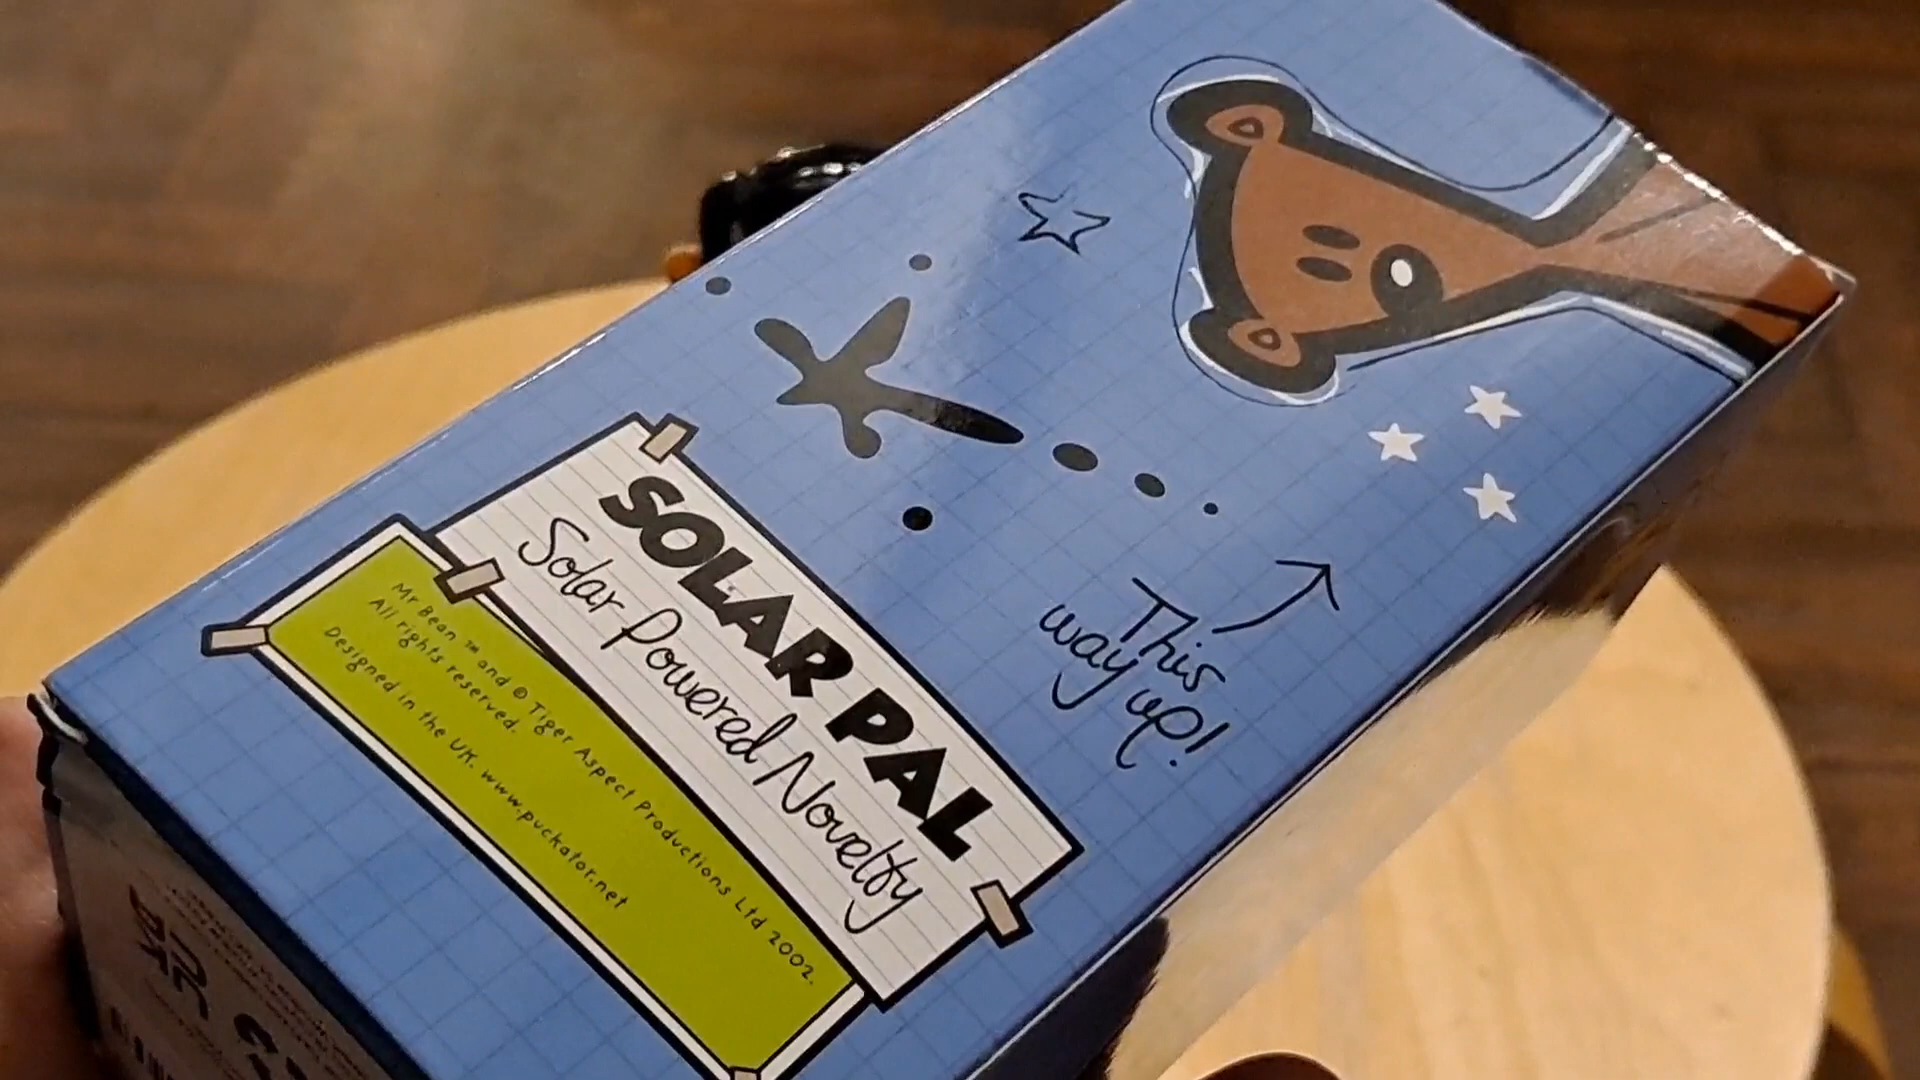 This
way up!
SOLAR PAL
Solar Powered Novelty
Mr Bean ™ and © Tiger Aspect Productions Ltd 2002.
All rights reserved.
Designed in the UK. www.puckator.net